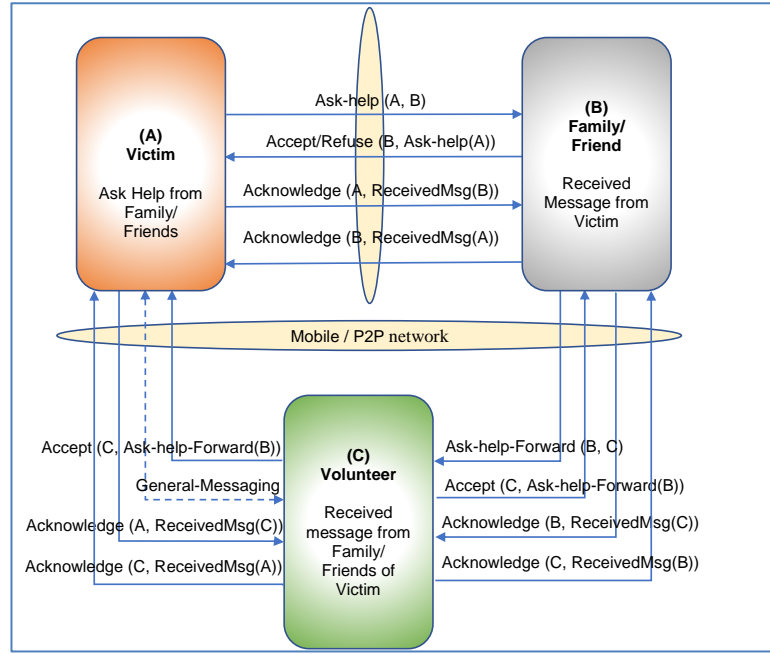 (A)
Victim
Ask Help from
Family/
Friends
Ask-help (A, B)
Accept/Refuse (B, Ask-help(A))
Acknowledge (A, ReceivedMsg(B))
Acknowledge (B, ReceivedMsg(A))
(B)
Family/
Friend
Received
Message from
Victim
Mobile / P2P network
Accept (C, Ask-help-Forward(B))
General-Messaging
Acknowledge (A, ReceivedMsg(C))
Acknowledge (C, ReceivedMsg(A))
(C)
Volunteer
Received
message from
Family/
Friends of
Victim
Ask-help-Forward (B, C)
Accept (C, Ask-help-Forward(B))
Acknowledge (B, ReceivedMsg(C))
Acknowledge (C, ReceivedMsg(B))